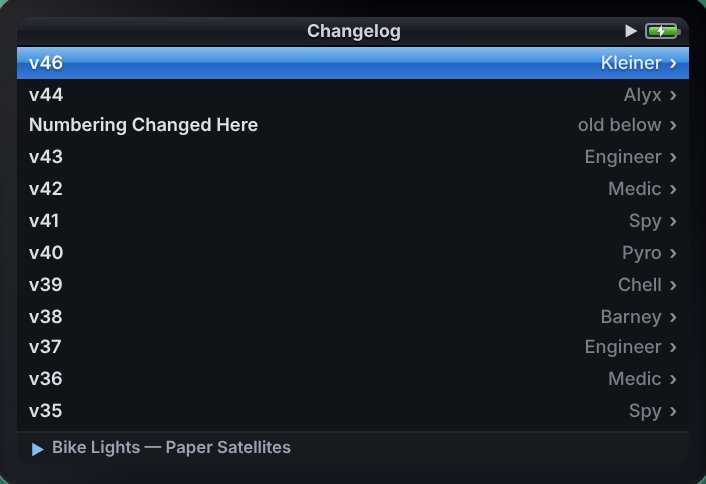 Changelog
v46 Kleiner ›
v44 Alyx ›
Numbering Changed Here old below ›
v43 Engineer ›
v42 Medic ›
v41 Spy ›
v40 Pyro ›
v39 Chell ›
v38 Barney ›
v37 Engineer ›
v36 Medic ›
v35 Spy ›
Bike Lights — Paper Satellites